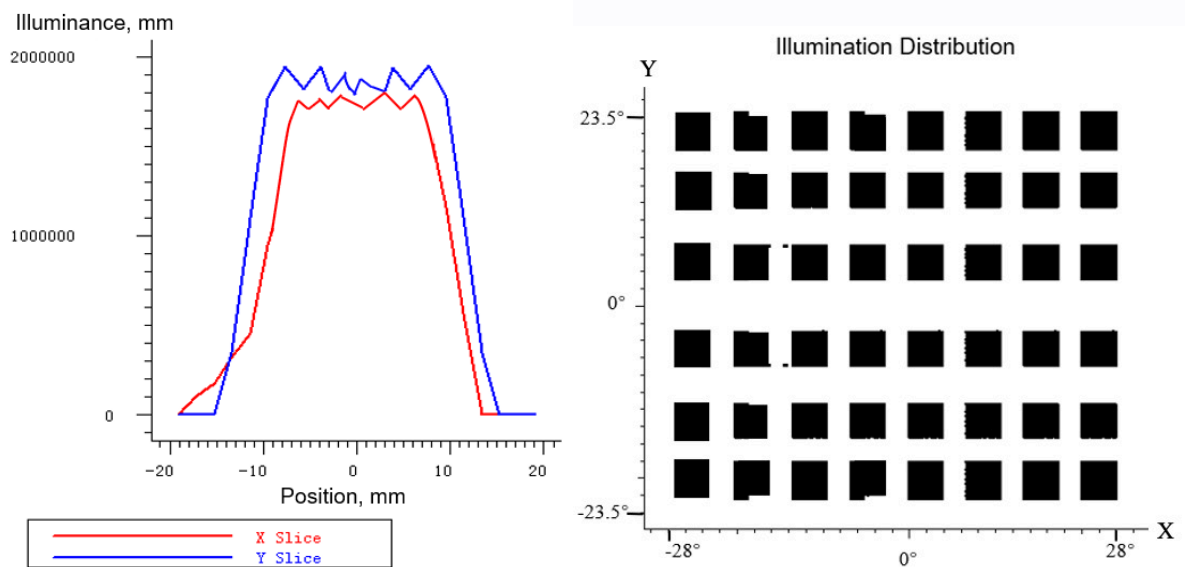 Illuminance, mm
2000000
1000000
0
-20
-10
0
10
20
Position, mm
X Slice
Y Slice
Illumination Distribution
Y
23.5°
0°
-23.5°
-28°
0°
28°
X